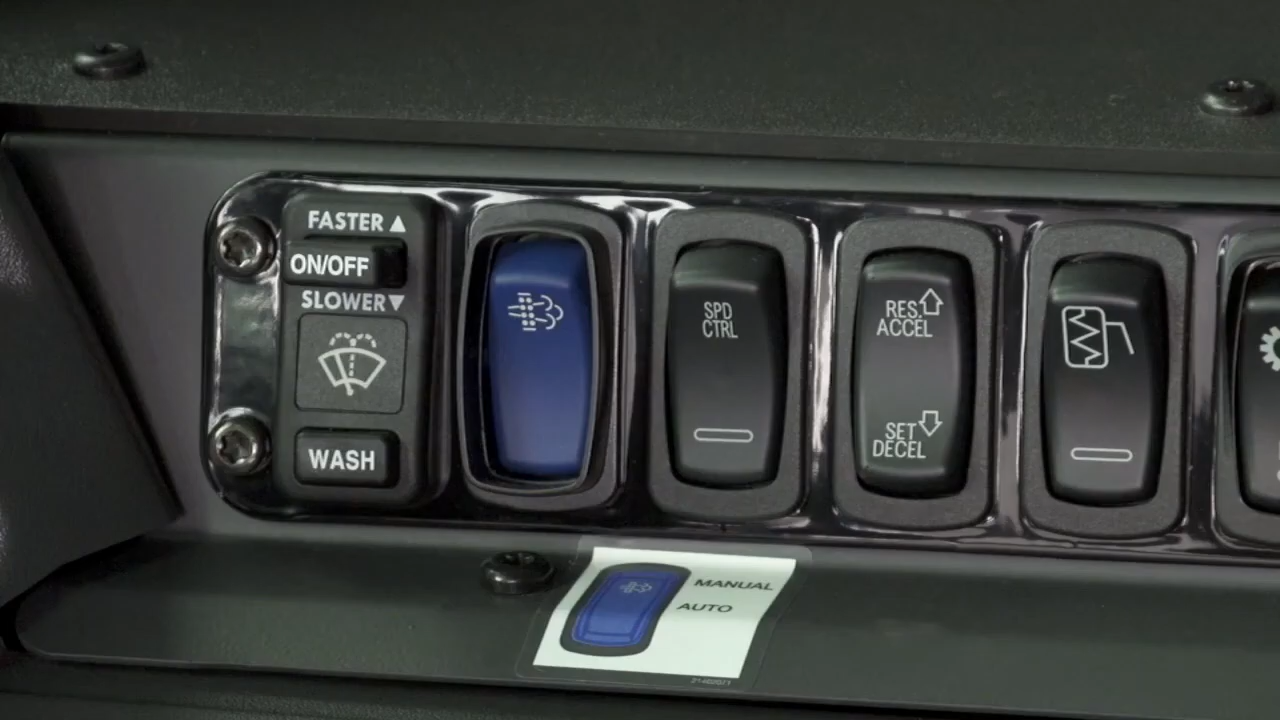 FASTER▲
ON/OFF
SLOWER▼
WASH
SPD
CTRL
RES.
ACCEL
SET
DECEL
MANUAL
AUTO